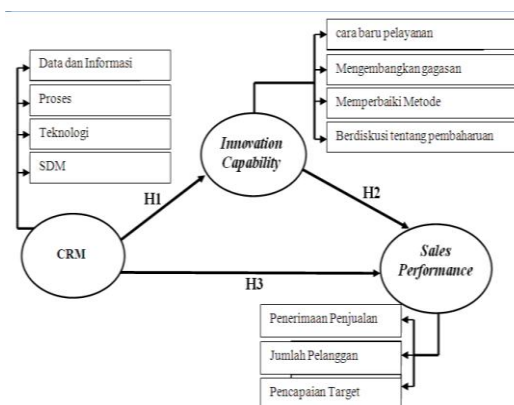 cara baru pelayanan
Data dan Informasi
Mengembangkan gagasan
Proses
Memperbaiki Metode
Teknologi
Berdiskusi tentang pembaharuan
SDM
Innovation
Capability
H1
H2
CRM
Sales
Performance
H3
Penerimaan Penjualan
Jumlah Pelanggan
Pencapaian Target